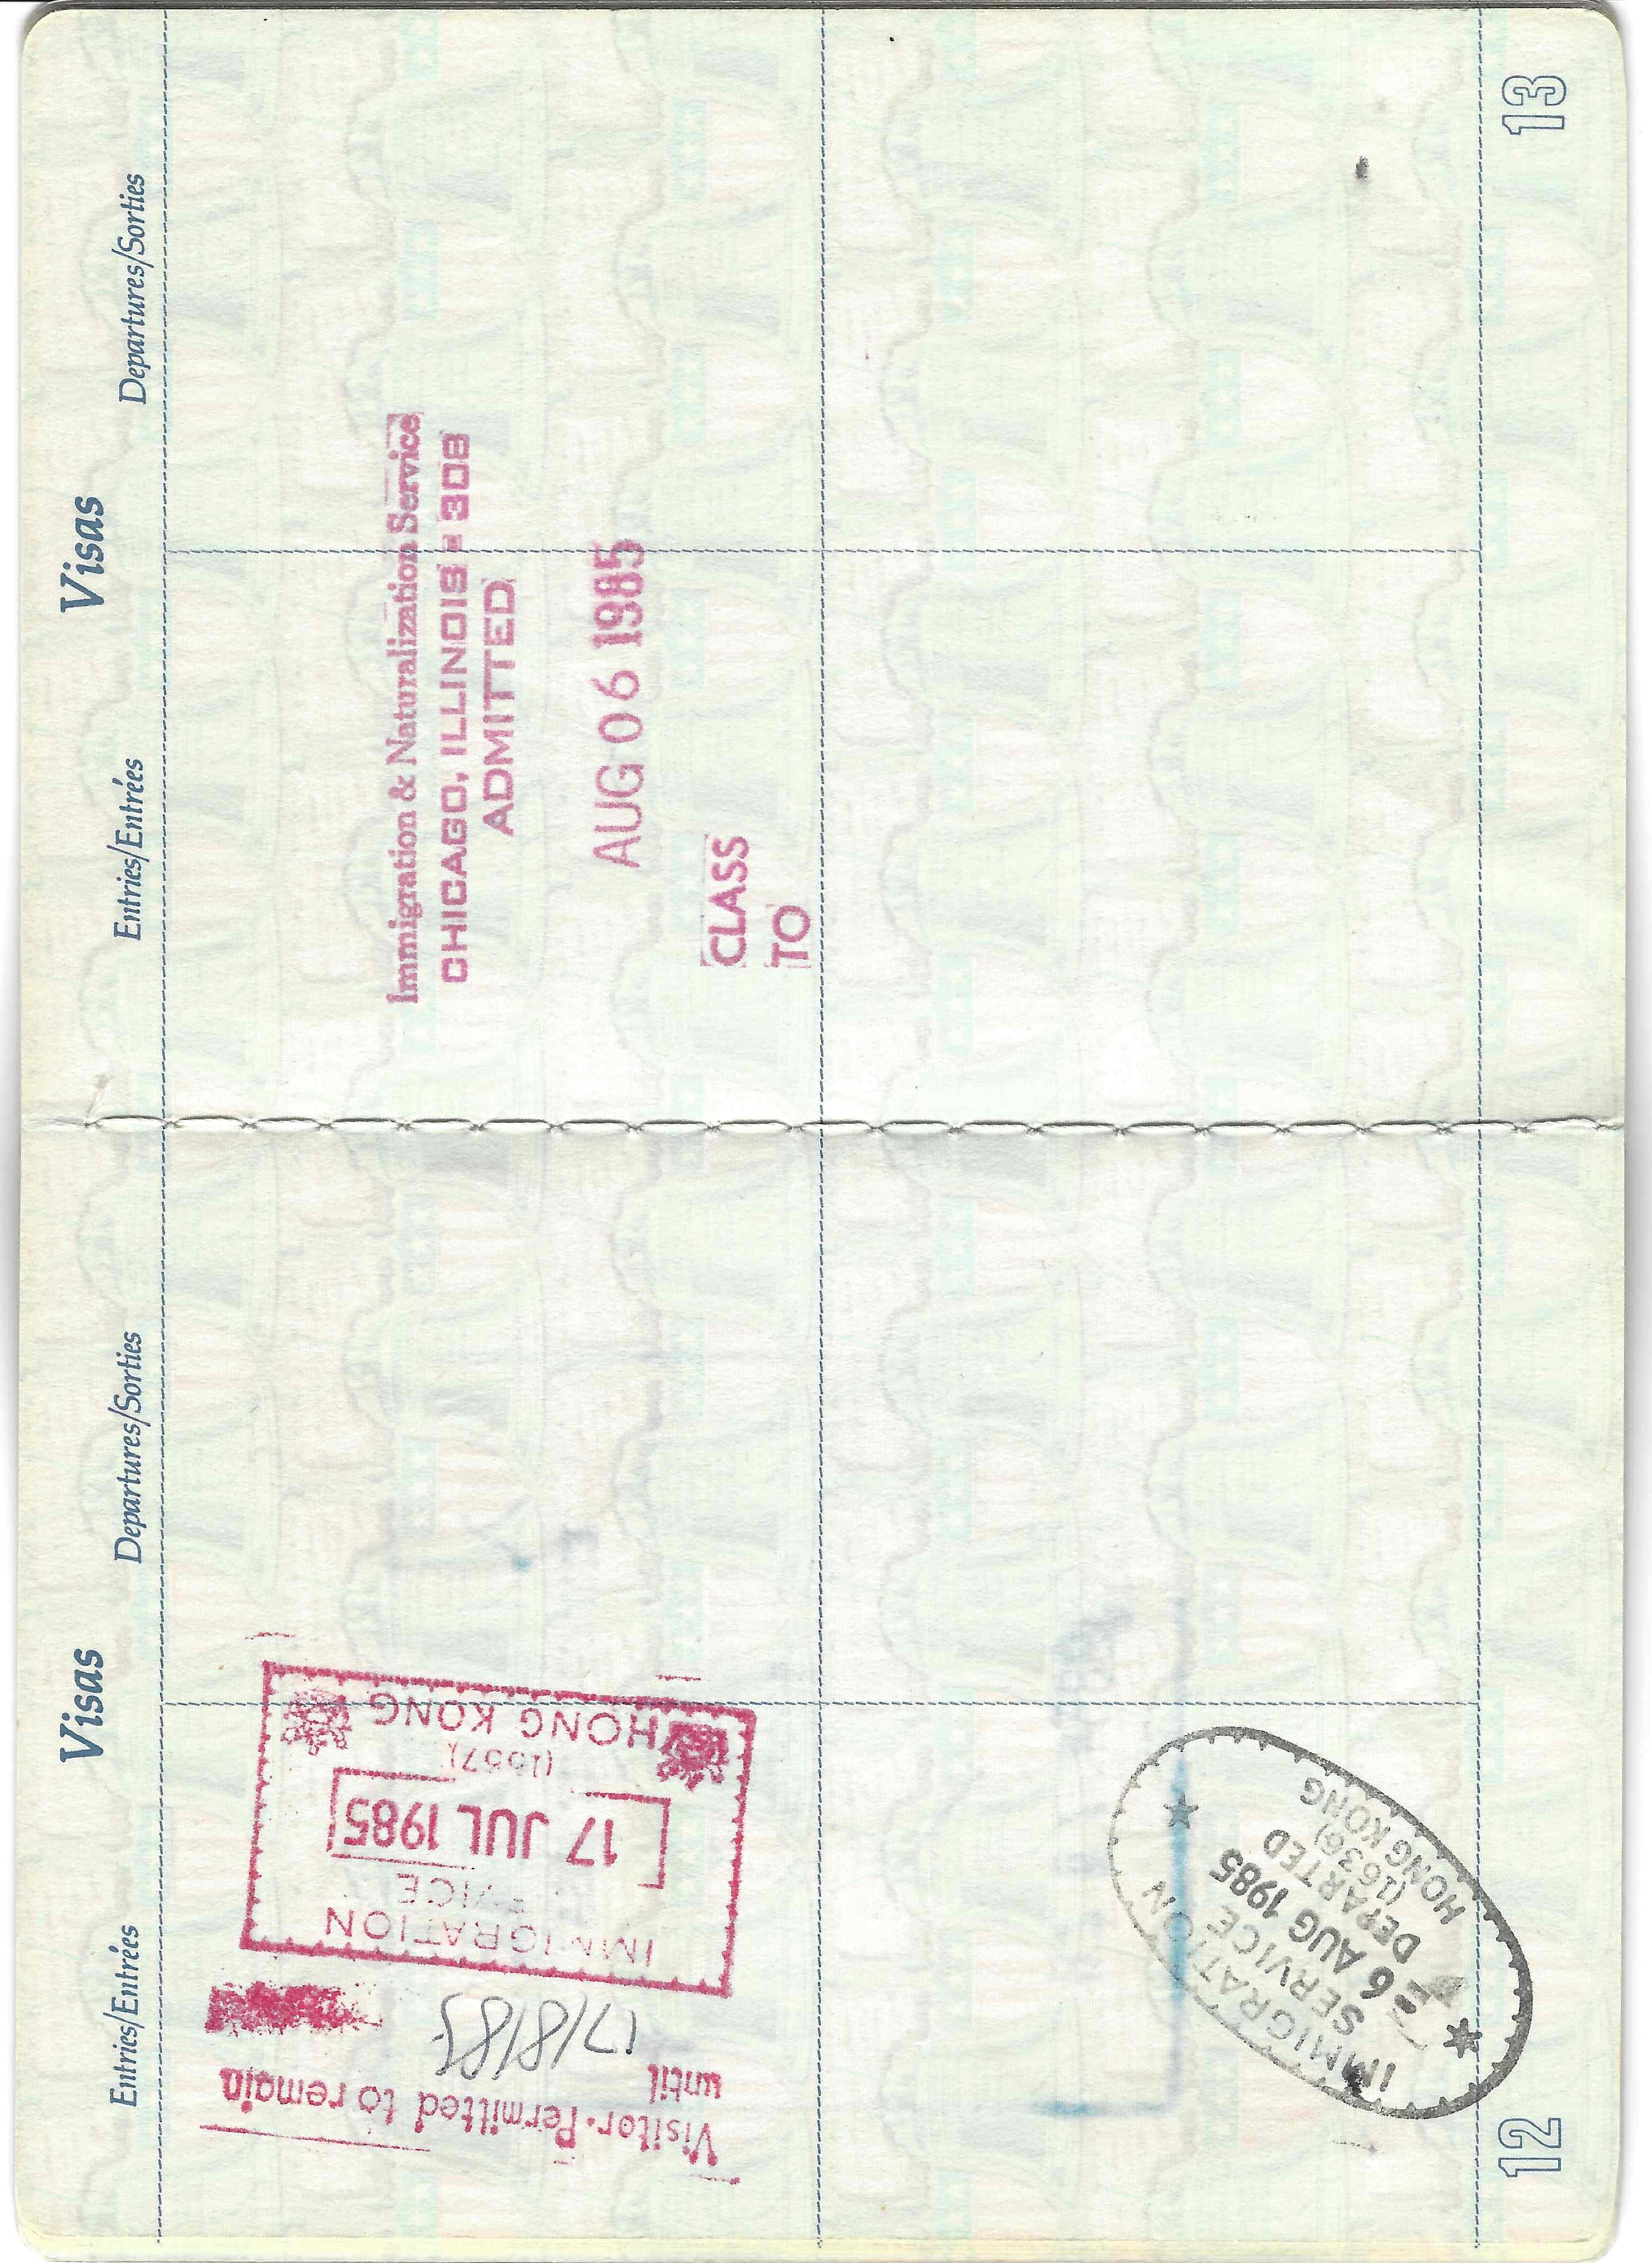 Visas
Entries/Entrées
Departures/Sorties
Visitor-Permitted to remain
until
17/8/85
IMMIGRATION
17 JUL 1985
(1557)
HONG KONG
IMMIGRATION
SERVICE
6 AUG 1985
DEPARTED
(1636)
HONG KONG
12
Visas
Entries/Entrées
Departures/Sorties
Immigration & Naturalization Service
CHICAGO, ILLINOIS - 308
ADMITTED
AUG 06 1985
CLASS
TO
13